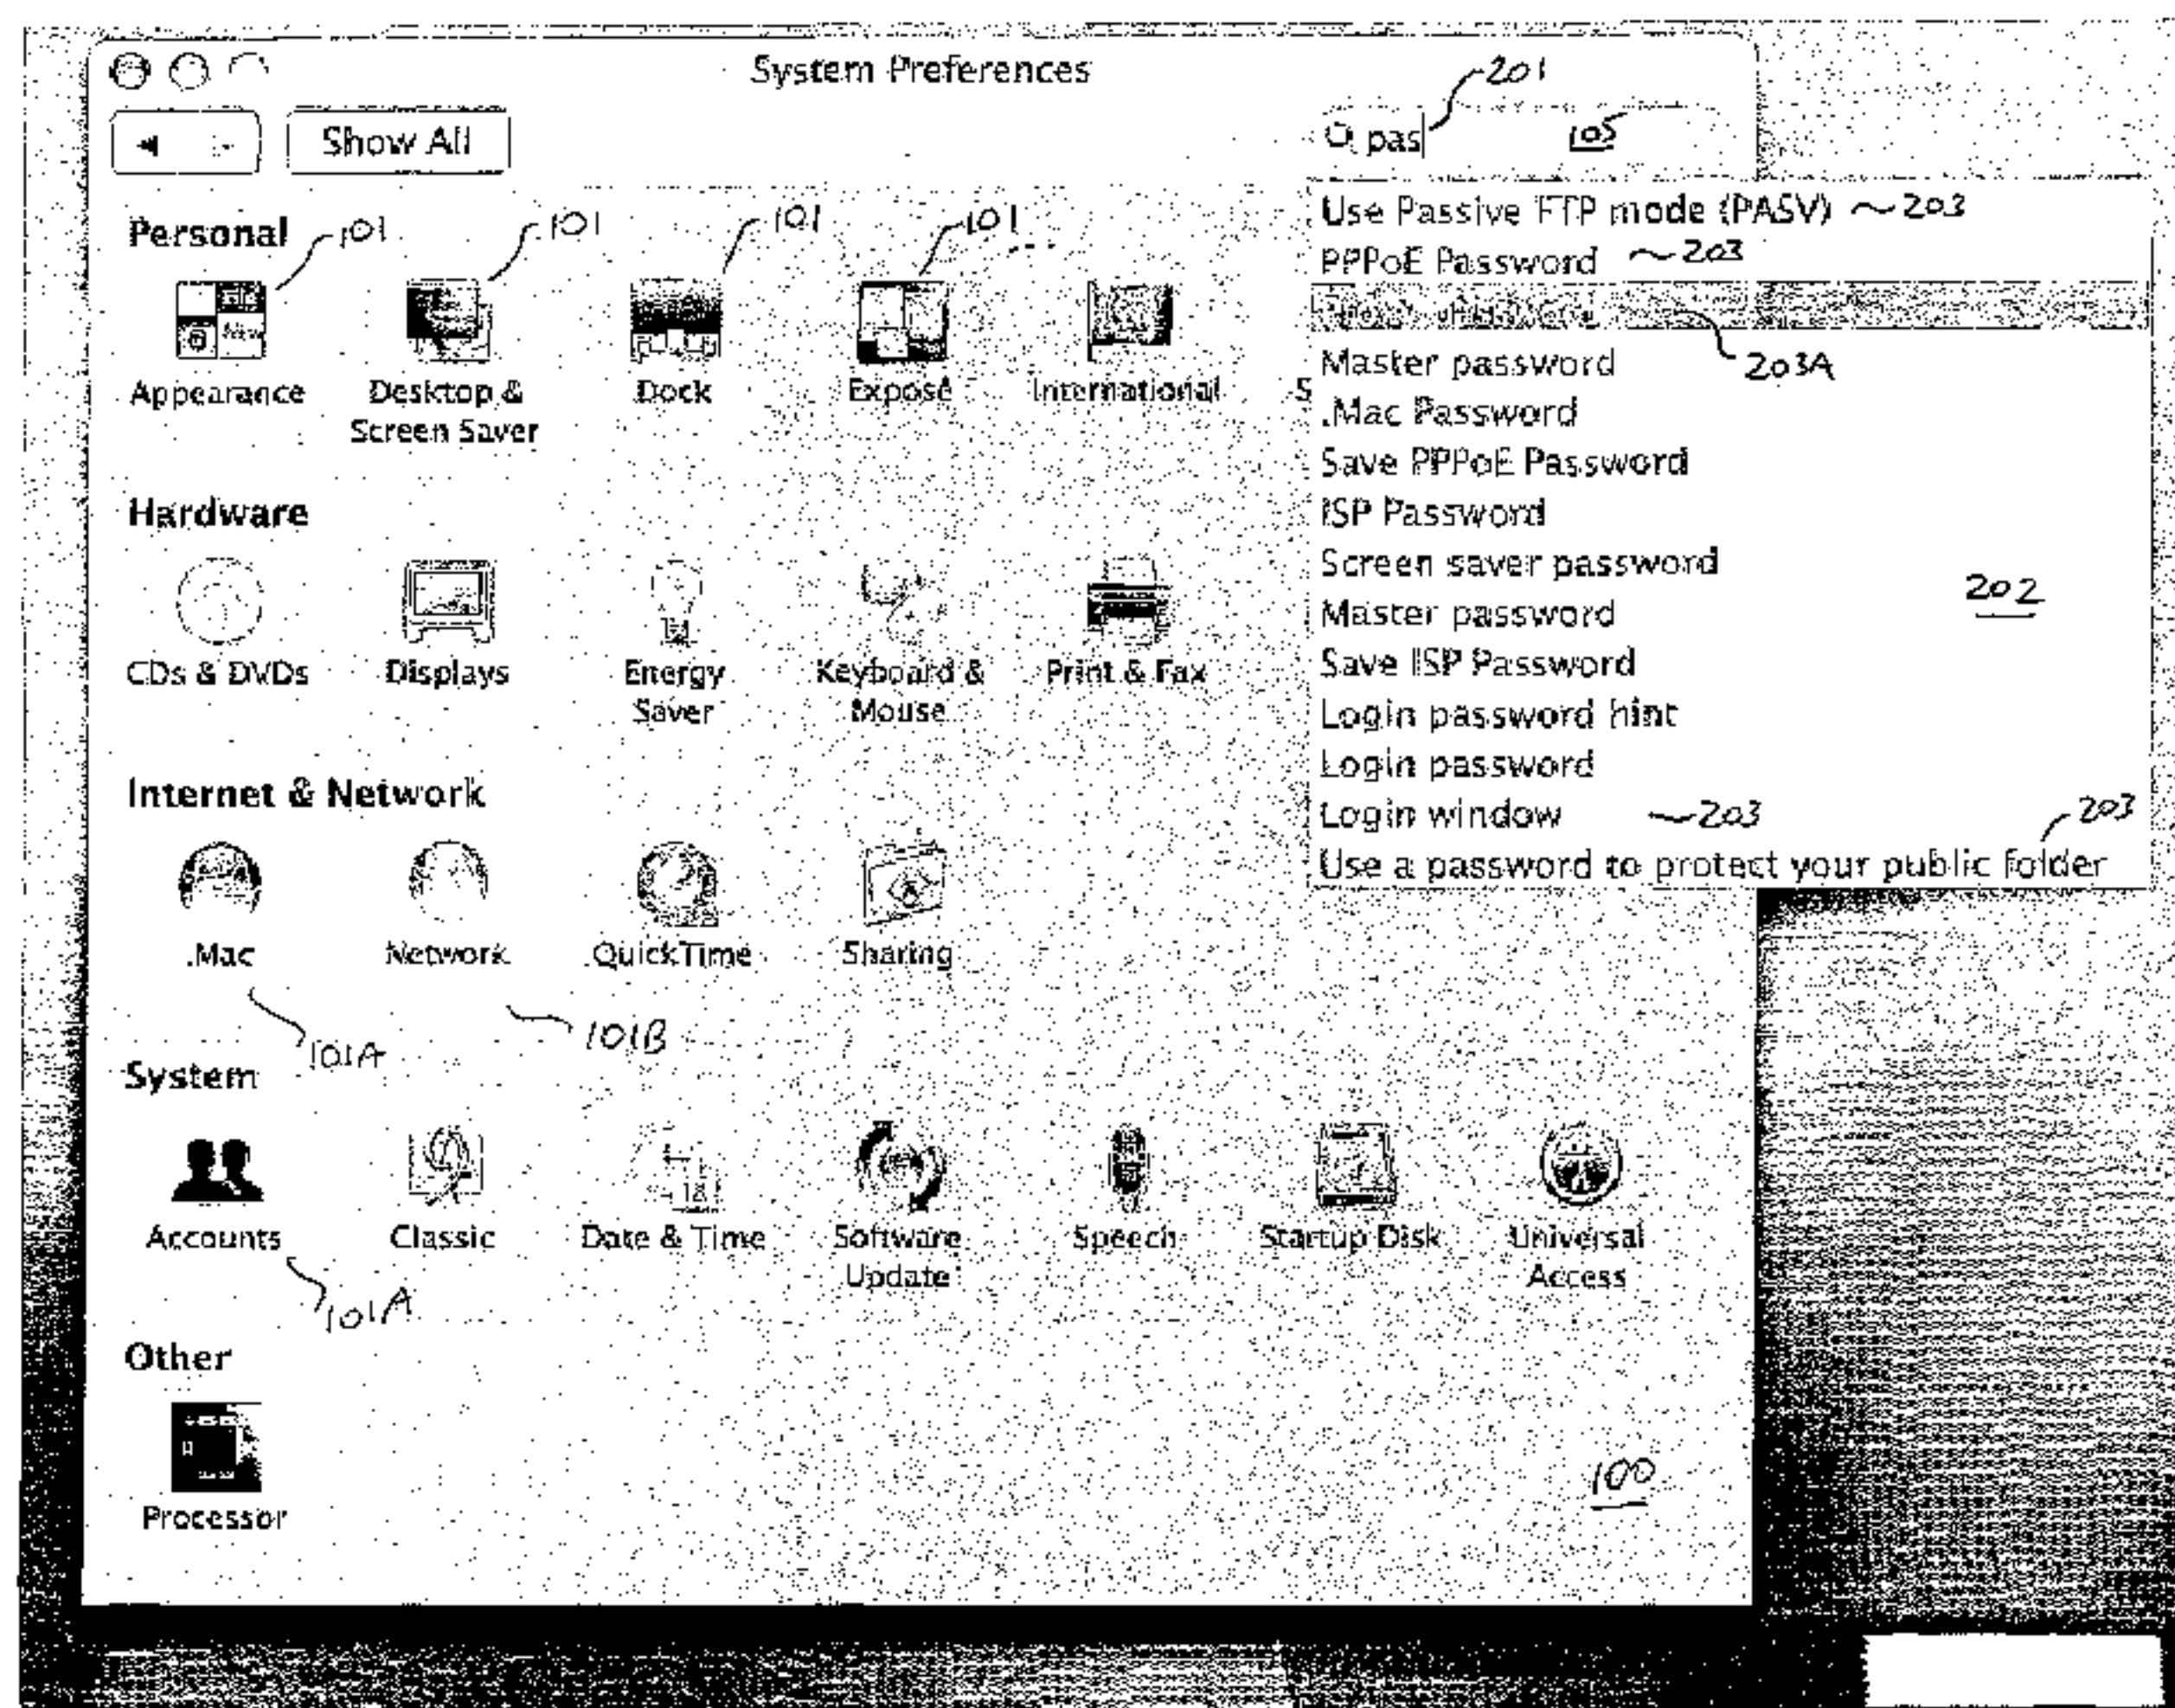 System Preferences
201
Show All
pas
105
Personal
101
101
101
101
Appearance
Desktop &
Screen Saver
Dock
Exposé
International
S
Use Passive FTP mode (PASV)
203
PPPoE Password
203
203A
Master password
.Mac Password
Save PPPoE Password
ISP Password
Screen saver password
202
Master password
Save ISP Password
Login password hint
Login password
Login window
203
203
Use a password to protect your public folder
Hardware
CDs & DVDs
Displays
Energy
Saver
Keyboard &
Mouse
Print & Fax
Internet & Network
.Mac
Network
QuickTime
Sharing
101A
101B
System
Accounts
Classic
Date & Time
Software
Update
Speech
Startup Disk
Universal
Access
101A
Other
100
Processor